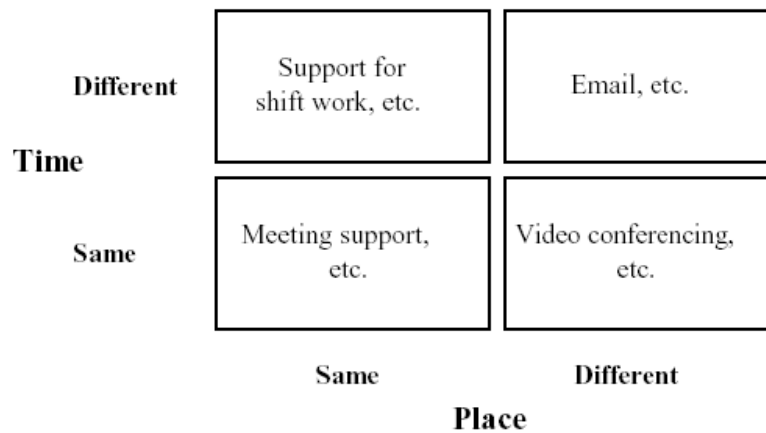 Different
Support for
shift work, etc.
Email, etc.
Time
Same
Meeting support,
etc.
Video conferencing,
etc.
Same
Different
Place